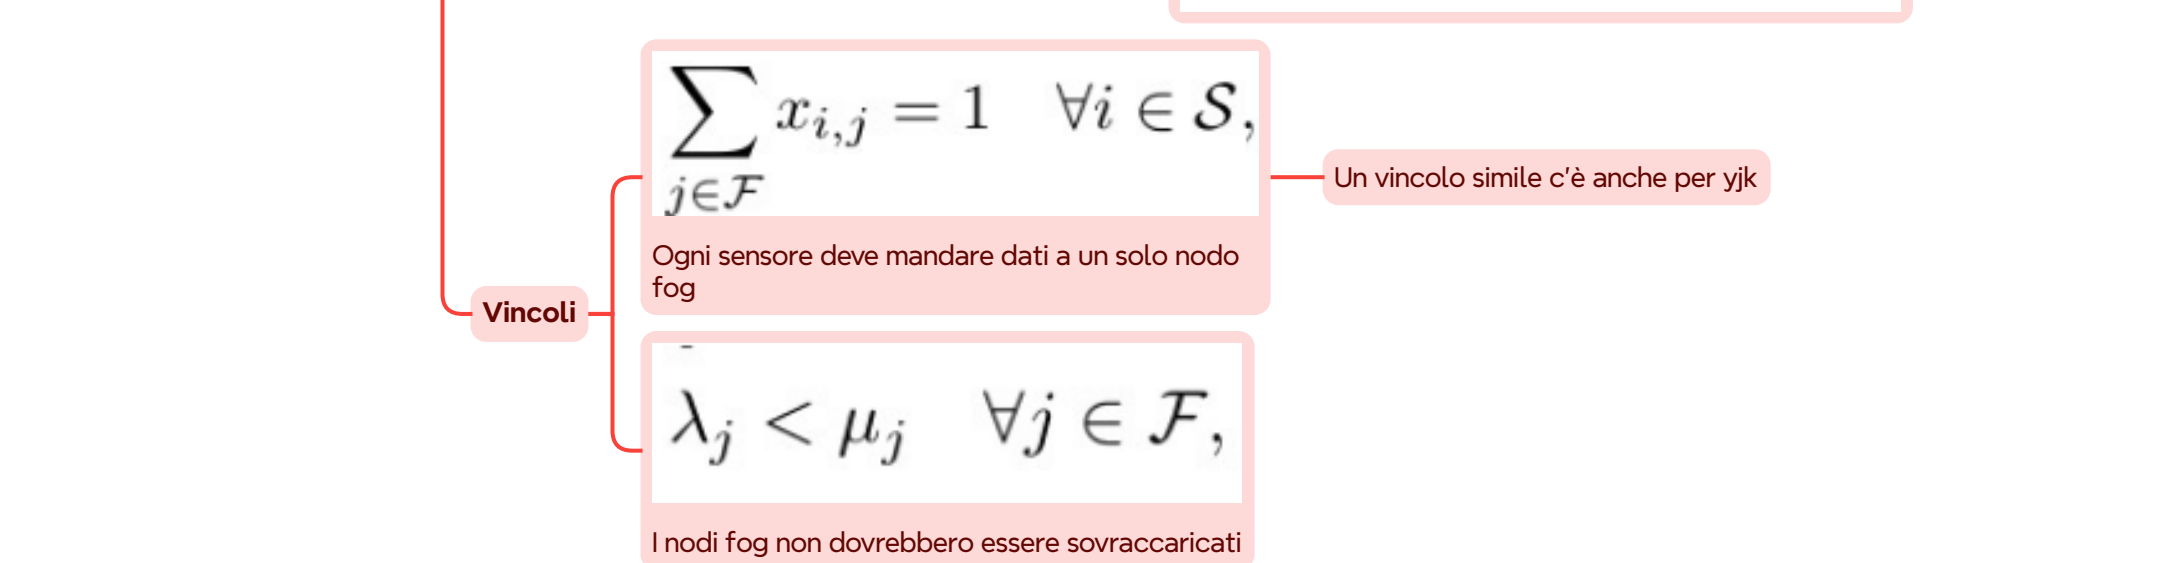 ∑ x_{i,j} = 1 ∀i ∈ 𝒮,
j∈ℱ
Un vincolo simile c'è anche per yjk
Ogni sensore deve mandare dati a un solo nodo
fog
Vincoli
λ_j < μ_j ∀j ∈ ℱ,
I nodi fog non dovrebbero essere sovraccaricati